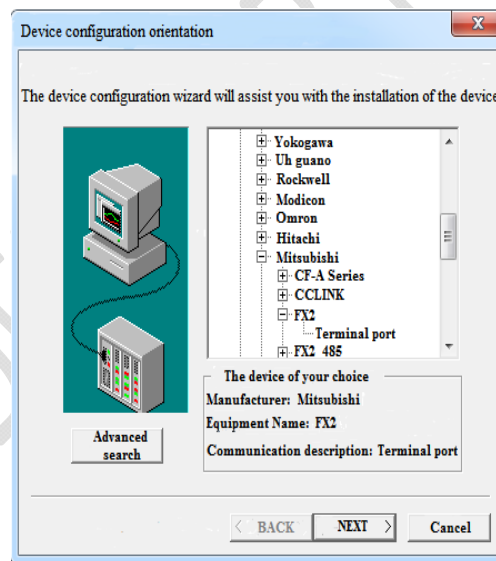 Device configuration orientation
The device configuration wizard will assist you with the installation of the device
Yokogawa
Uh guano
Rockwell
Modicon
Omron
Hitachi
Mitsubishi
CF-A Series
CCLINK
FX2
Terminal port
FX2_485
The device of your choice
Manufacturer: Mitsubishi
Equipment Name: FX2
Communication description: Terminal port
Advanced
search
< BACK
NEXT >
Cancel